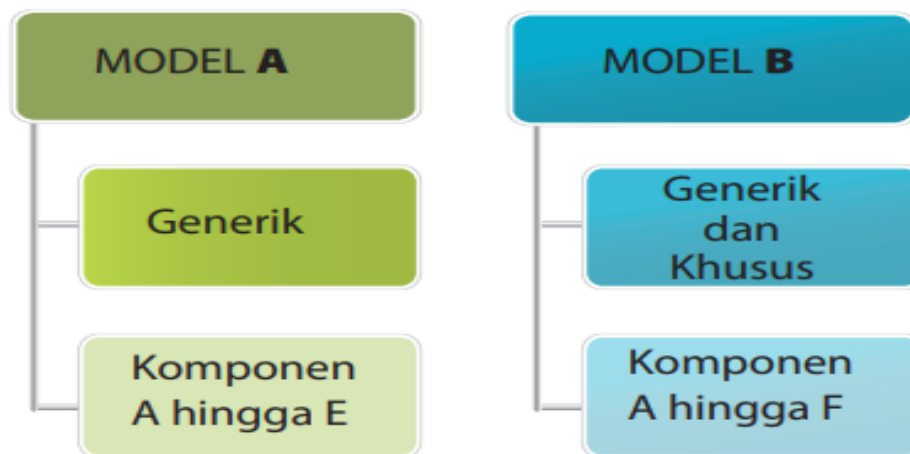 MODEL A
Generik
Komponen
A hingga E
MODEL B
Generik
dan
Khusus
Komponen
A hingga F